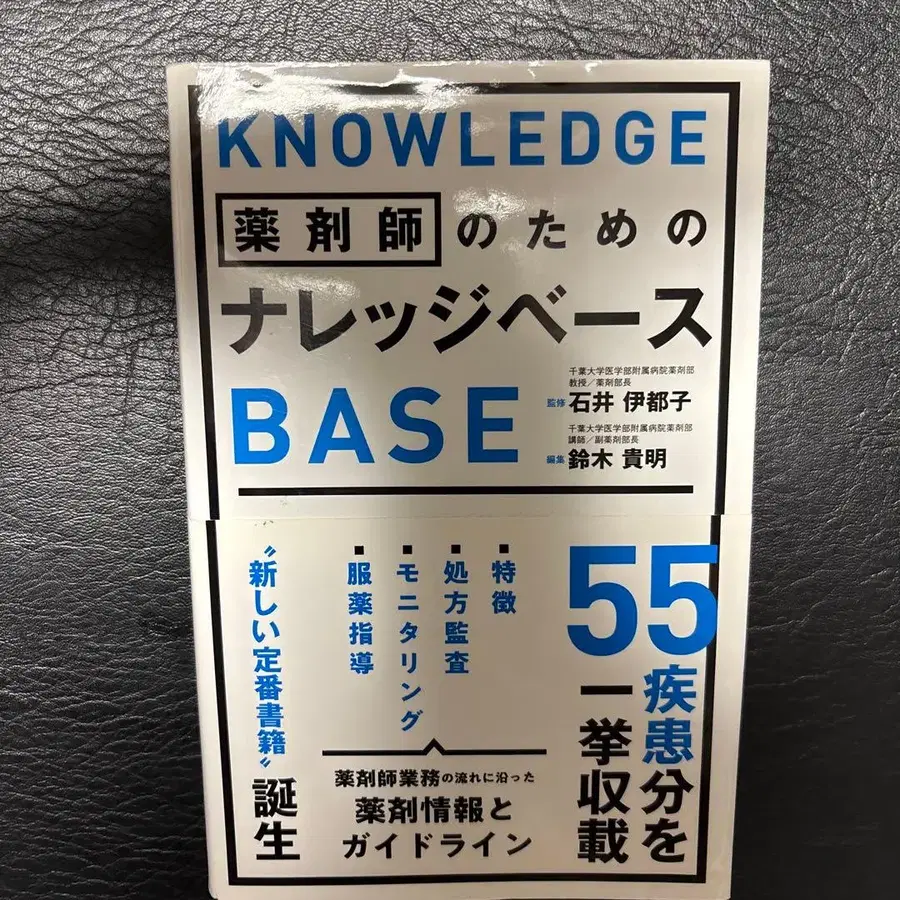 KNOWLEDGE
薬剤師のための
ナレッジベース
BASE
千葉大学医学部附属病院薬剤部
教授／薬剤部長
監修 石井 伊都子
千葉大学医学部附属病院薬剤部
講師／副薬剤部長
編集 鈴木 貴明
55疾患分を
一挙収載
■特徴
■処方監査
■モニタリング
■服薬指導
薬剤師業務の流れに沿った
薬剤情報と
ガイドライン
〝新しい定番書籍〟誕生